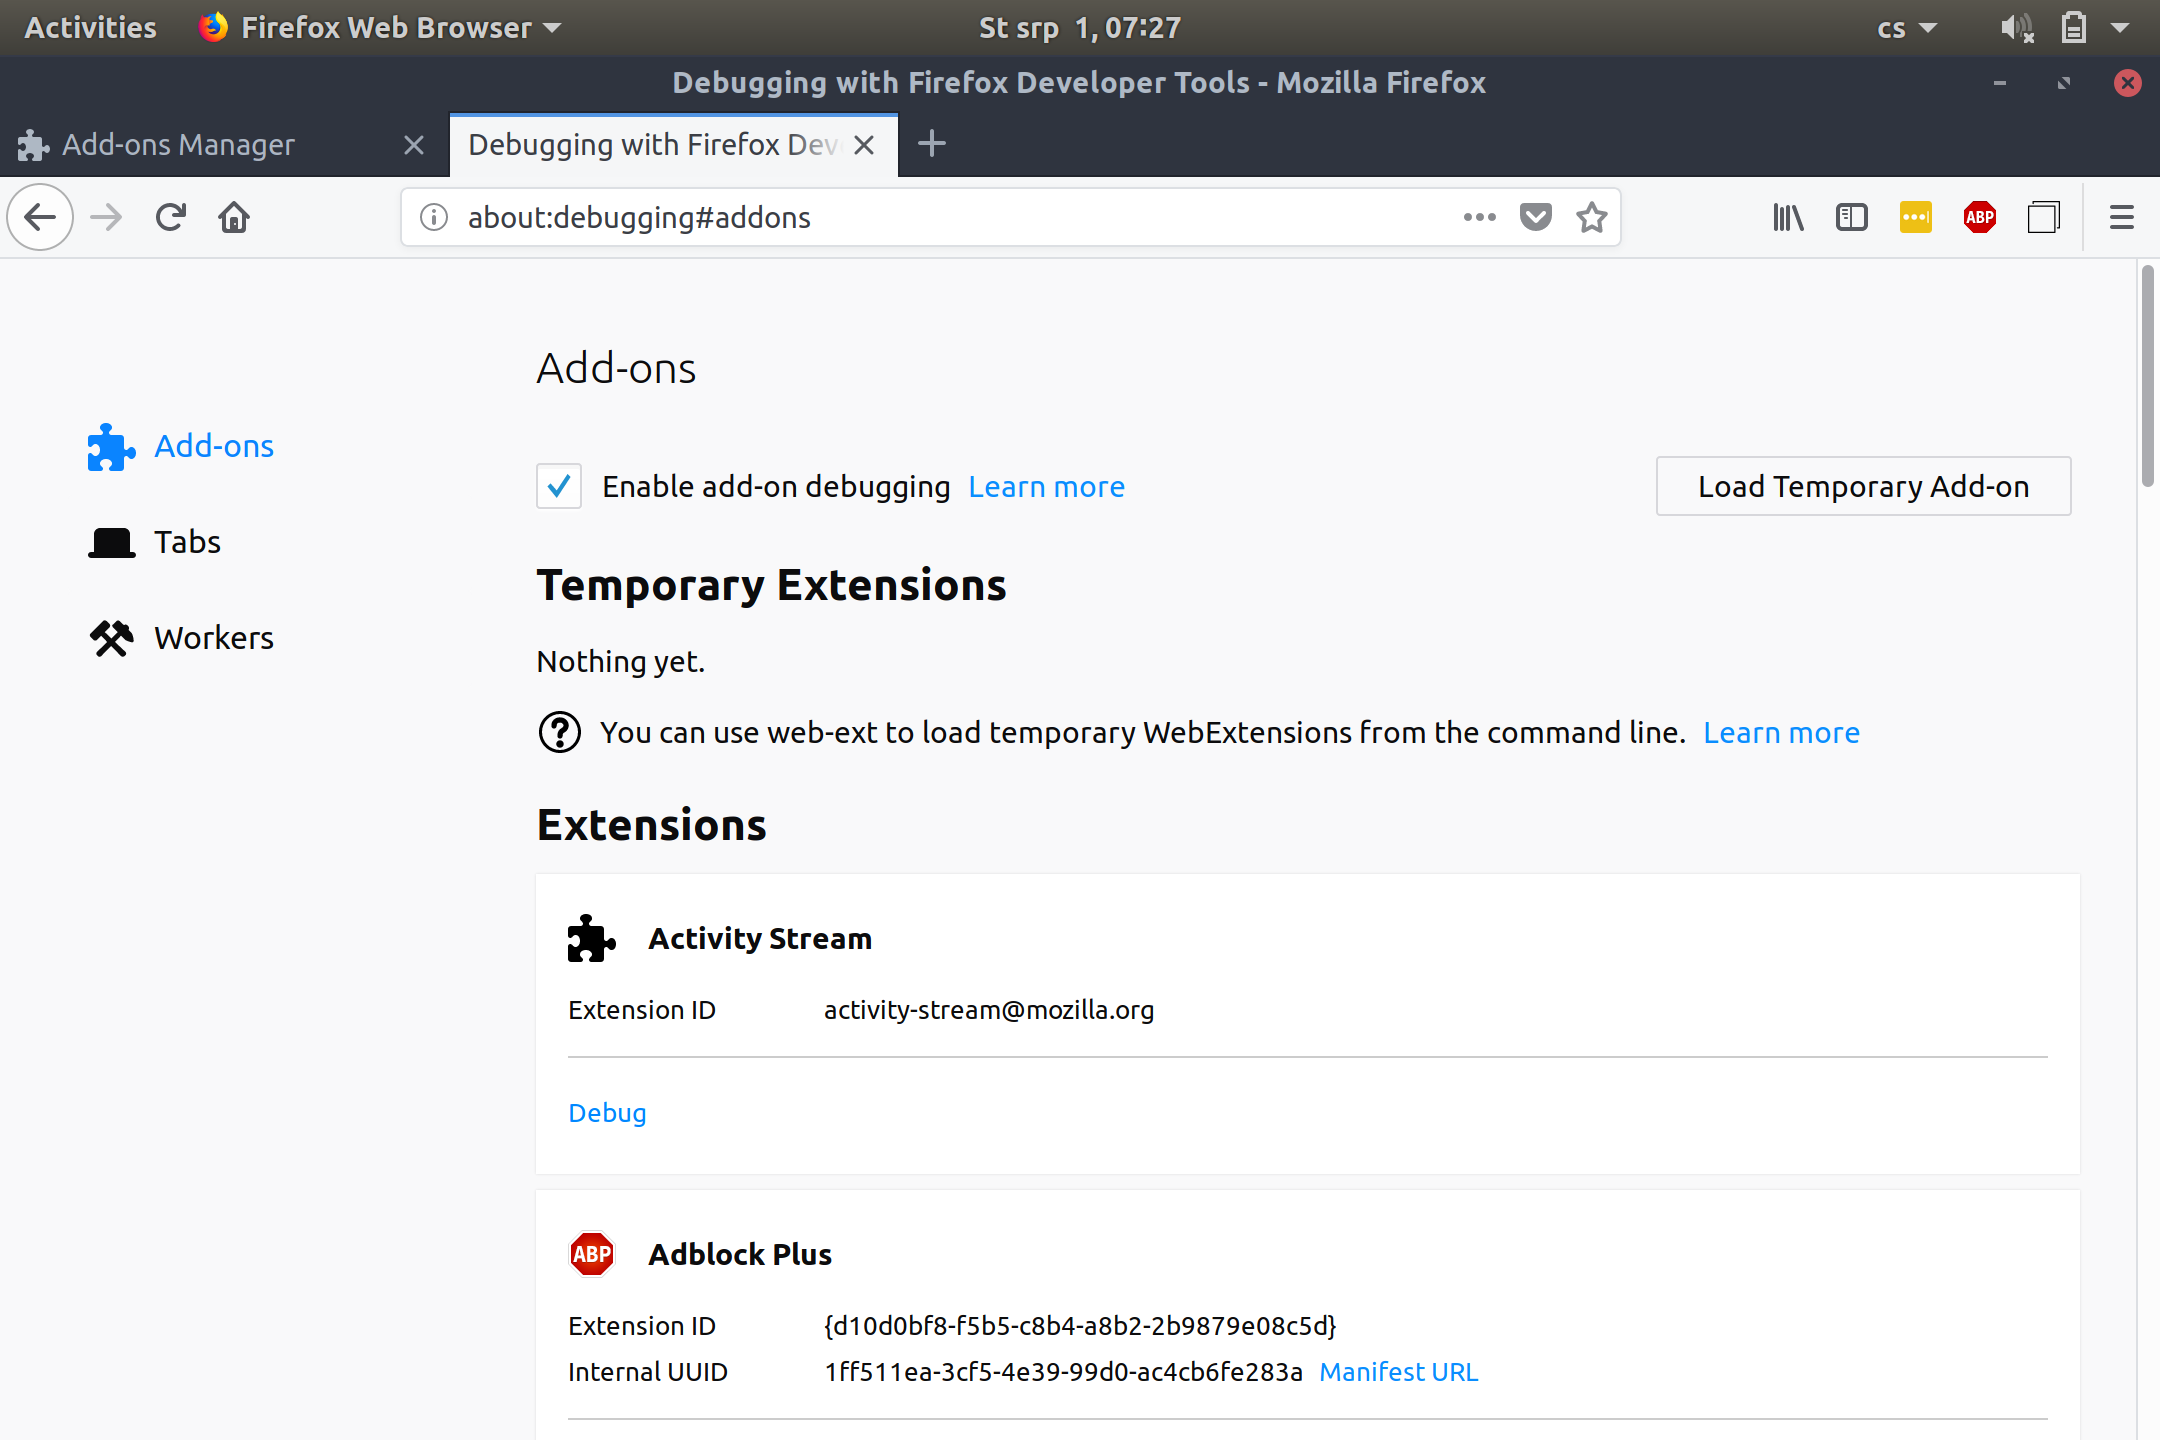 Activities Firefox Web Browser St srp 1, 07:27 cs
Debugging with Firefox Developer Tools - Mozilla Firefox
Add-ons Manager Debugging with Firefox Dev
about:debugging#addons ABP
Add-ons
Add-ons
Tabs
Workers
Enable add-on debugging Learn more Load Temporary Add-on
Temporary Extensions
Nothing yet.
You can use web-ext to load temporary WebExtensions from the command line. Learn more
Extensions
Activity Stream
Extension ID activity-stream@mozilla.org
Debug
ABP Adblock Plus
Extension ID {d10d0bf8-f5b5-c8b4-a8b2-2b9879e08c5d}
Internal UUID 1ff511ea-3cf5-4e39-99d0-ac4cb6fe283a Manifest URL